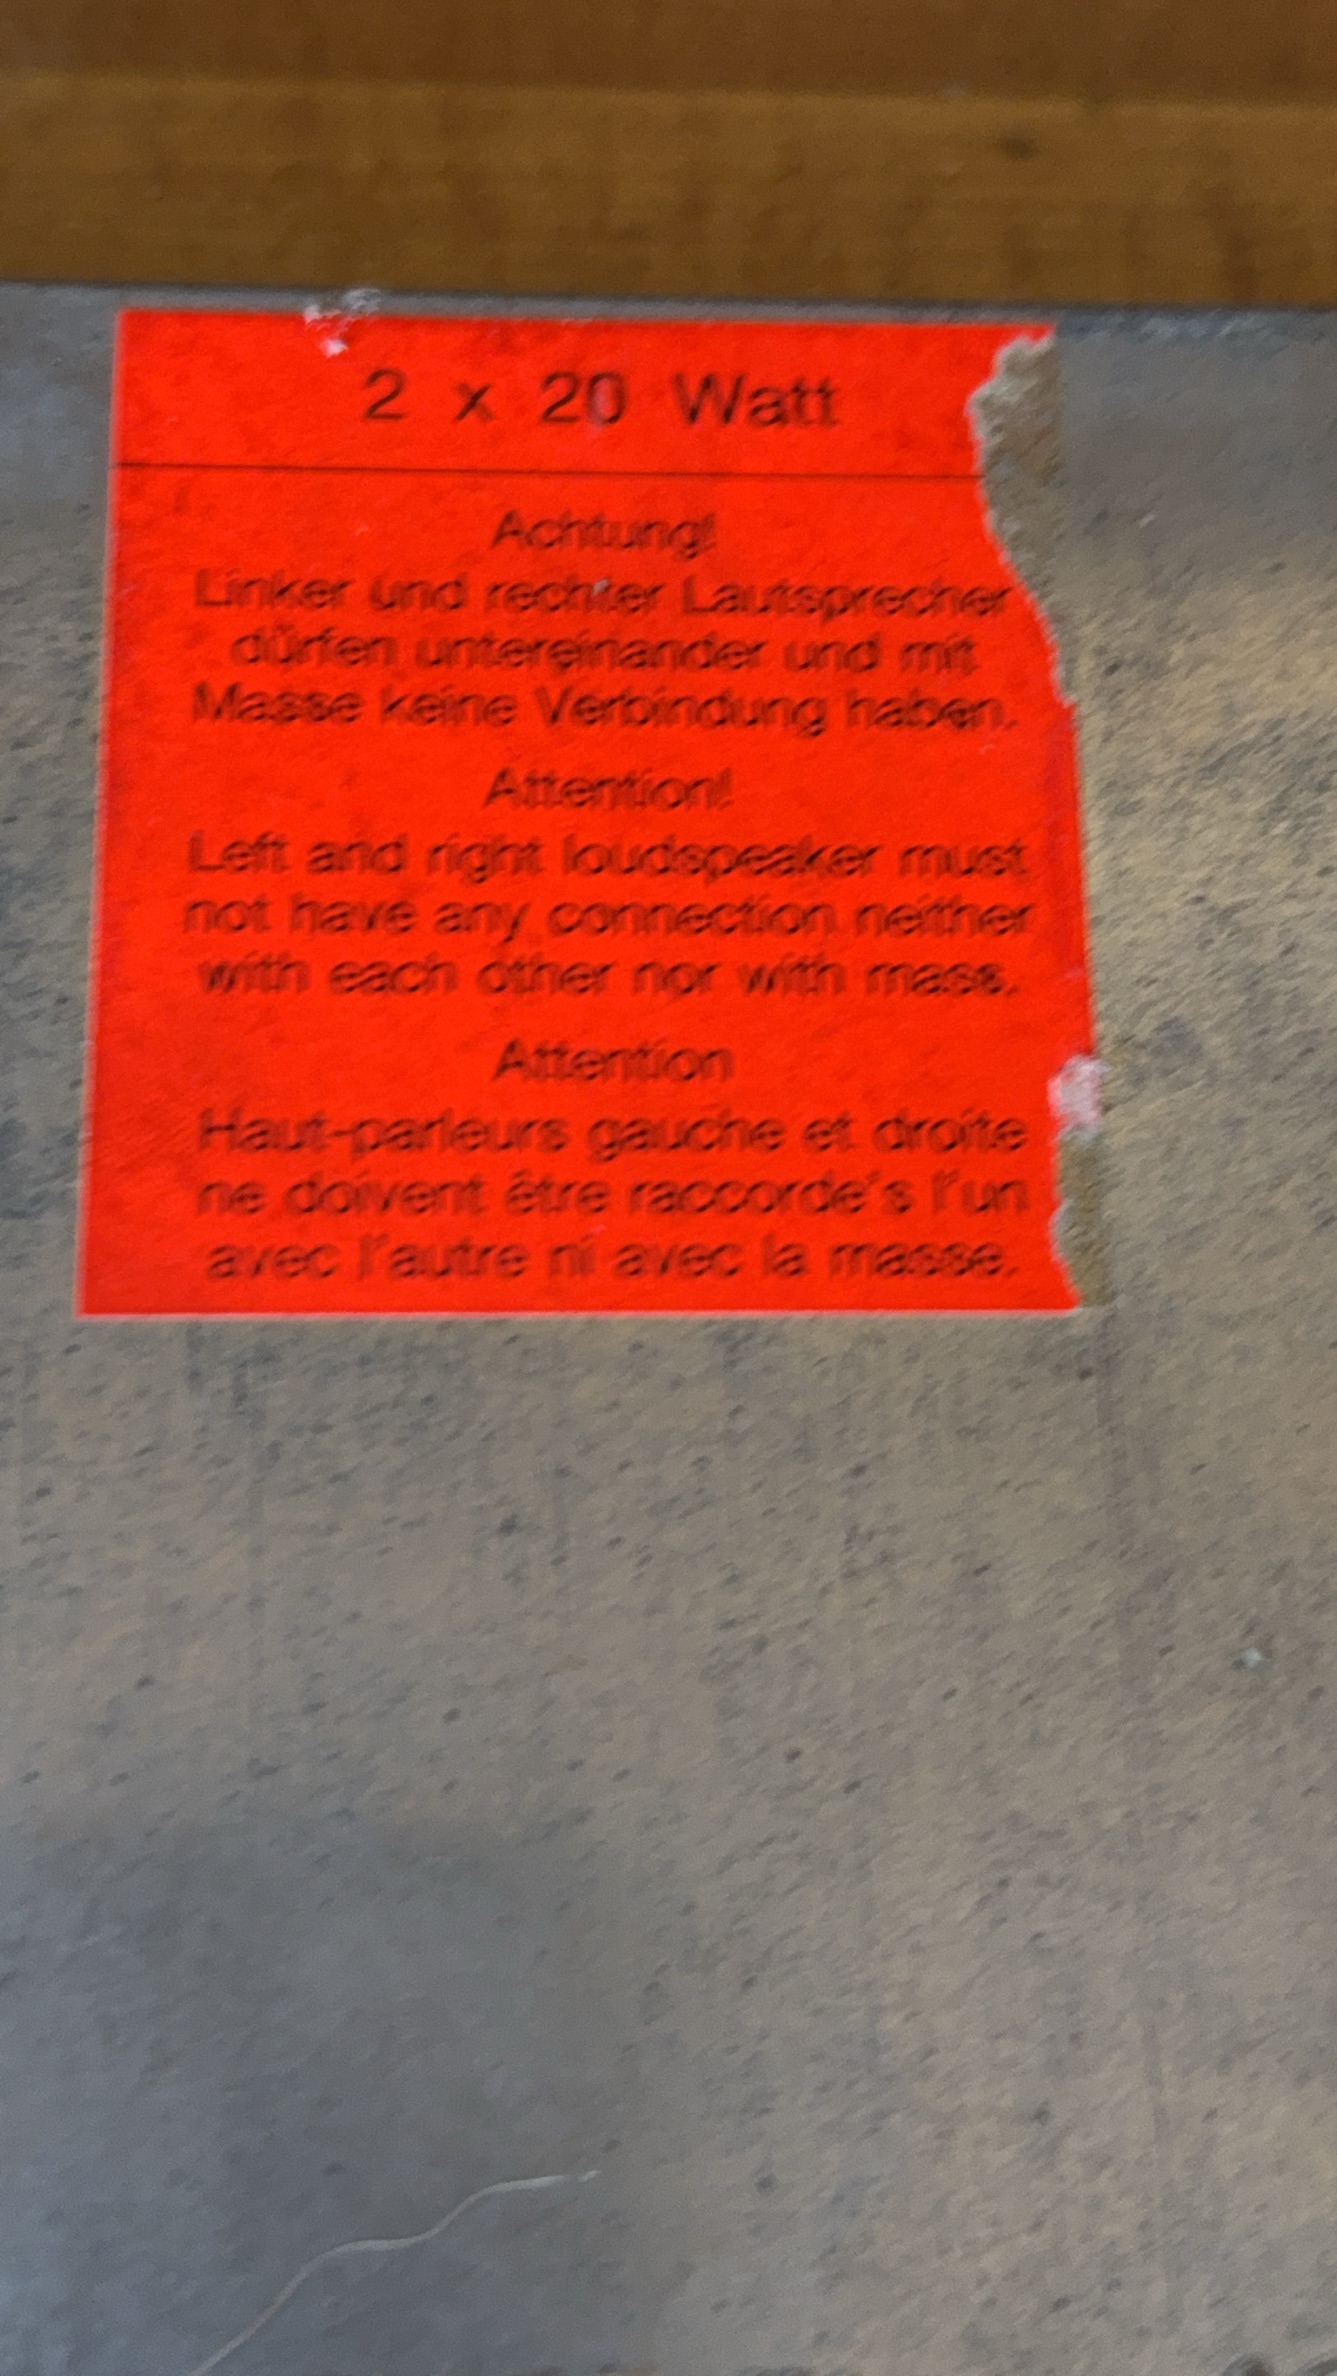 2 x 20 Watt
Achtung!
Linker und rechter Lautsprecher
dürfen untereinander und mit
Masse keine Verbindung haben.
Attention!
Left and right loudspeaker must
not have any connection neither
with each other nor with mass.
Attention
Haut-parleurs gauche et droite
ne doivent être raccorde's l'un
avec l'autre ni avec la masse.